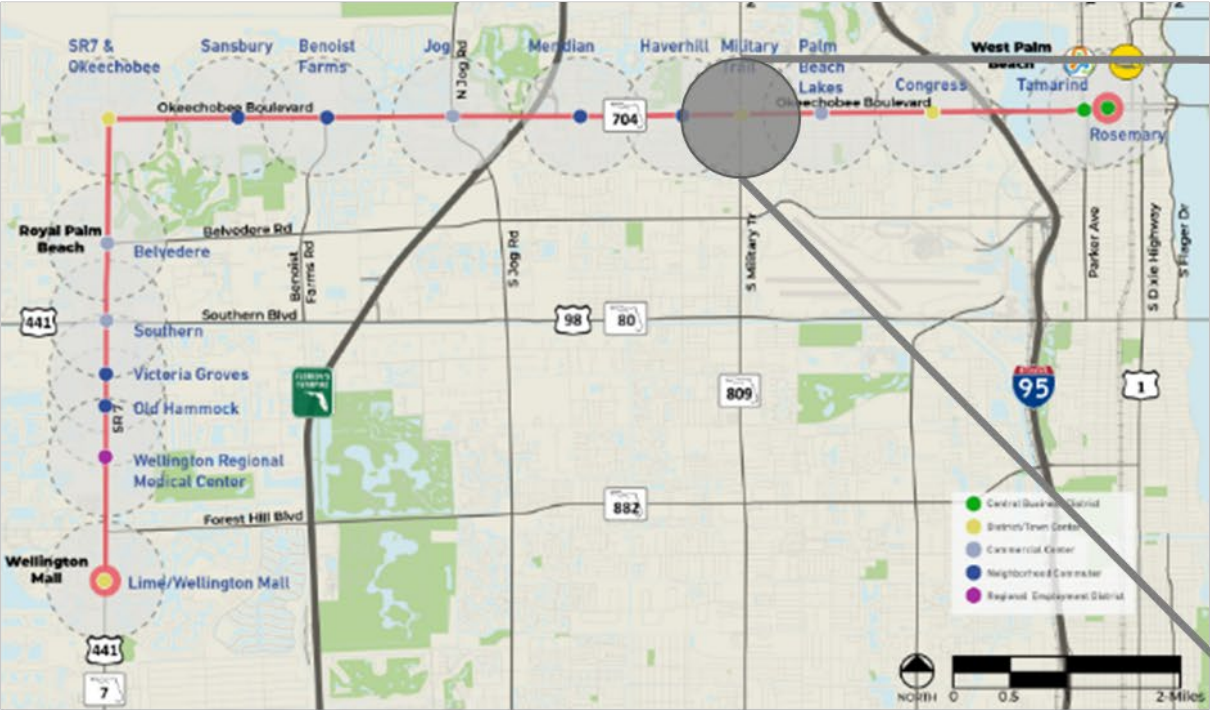 SR7 &
Okeechobee
Sansbury
Benoist
Farms
Jog
N Jog Rd
Meridian
Haverhill
Military
Trail
Palm
Beach
Lakes
Congress
West Palm
Beach
Tamarind
Rosemary
Okeechobee Boulevard
704
Okeechobee Boulevard
Royal Palm
Beach
Belvedere
Belvedere Rd
Benoist
Farms Rd
S Jog Rd
S Military Tr
Parker Ave
S Dixie Highway
S Flager Dr
441
Southern
Southern Blvd
98
80
Victoria Groves
Old Hammock
SR 7
809
95
1
Wellington Regional
Medical Center
Forest Hill Blvd
882
Wellington
Mall
Lime/Wellington Mall
Central Business District
District/Town Center
Commercial Center
Neighborhood Commuter
Regional Employment District
441
7
NORTH
0
0.5
2-Miles